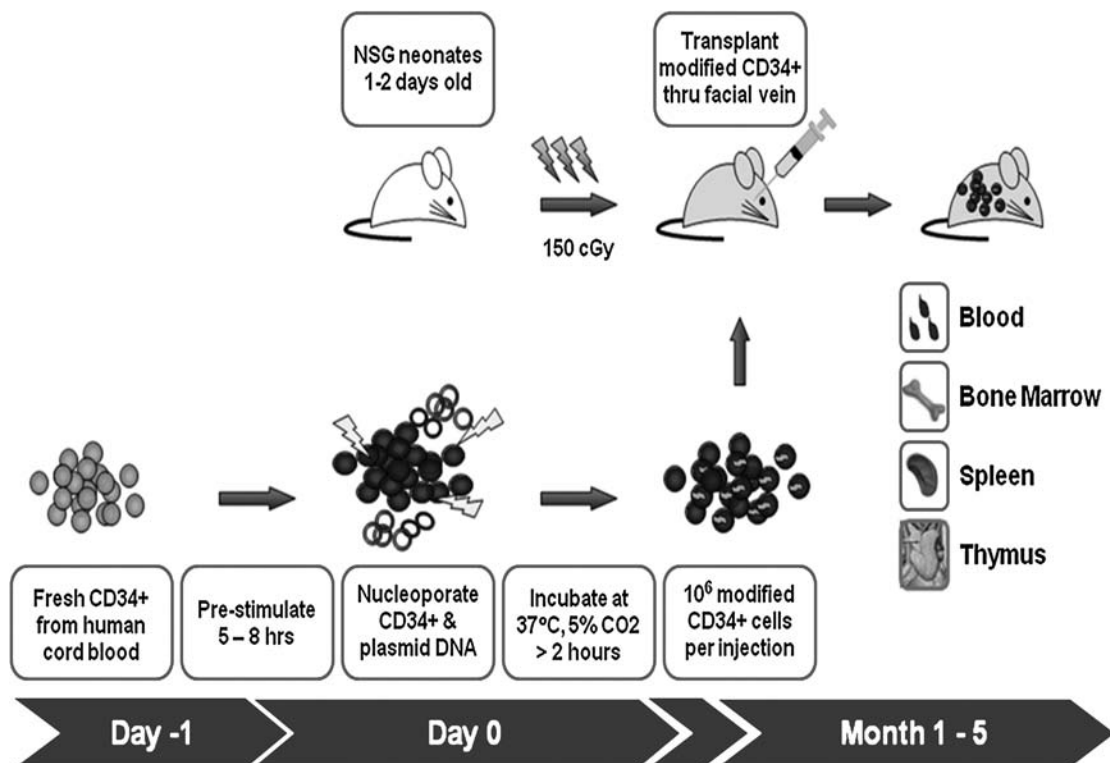 NSG neonates
1-2 days old
Transplant
modified CD34+
thru facial vein
150 cGy
Blood
Bone Marrow
Spleen
Thymus
Fresh CD34+
from human
cord blood
Pre-stimulate
5 – 8 hrs
Nucleoporate
CD34+ &
plasmid DNA
Incubate at
37°C, 5% CO2
> 2 hours
10⁶ modified
CD34+ cells
per injection
Day -1
Day 0
Month 1 - 5